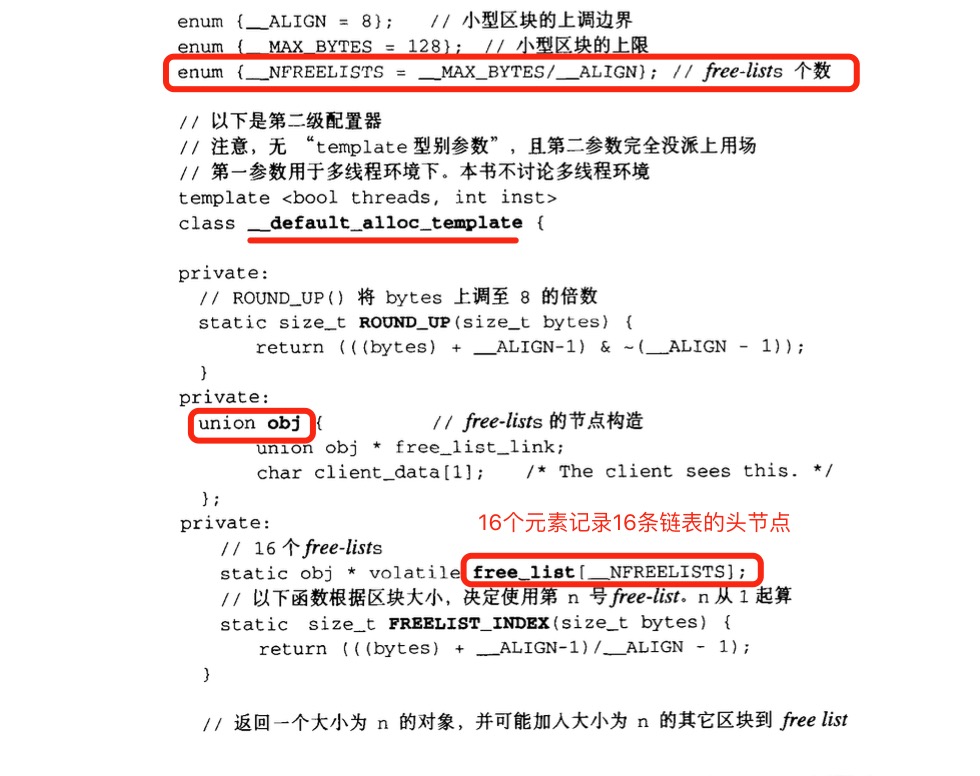 enum {__ALIGN = 8};   // 小型区块的上调边界
enum {__MAX_BYTES = 128};  // 小型区块的上限
enum {__NFREELISTS = __MAX_BYTES/__ALIGN}; // free-lists 个数
// 以下是第二级配置器
// 注意，无 “template 型别参数”，且第二参数完全没派上用场
// 第一参数用于多线程环境下。本书不讨论多线程环境
template <bool threads, int inst>
class __default_alloc_template {
private:
// ROUND_UP() 将 bytes 上调至 8 的倍数
static size_t ROUND_UP(size_t bytes) {
return (((bytes) + __ALIGN-1) & ~(__ALIGN - 1));
}
private:
union obj {          // free-lists 的节点构造
union obj * free_list_link;
char client_data[1];   /* The client sees this. */
};
private:
16个元素记录16条链表的头节点
// 16 个 free-lists
static obj * volatile free_list[__NFREELISTS];
// 以下函数根据区块大小，决定使用第 n 号 free-list。n 从 1 起算
static  size_t FREELIST_INDEX(size_t bytes) {
return (((bytes) + __ALIGN-1)/__ALIGN - 1);
}
// 返回一个大小为 n 的对象，并可能加入大小为 n 的其它区块到 free list